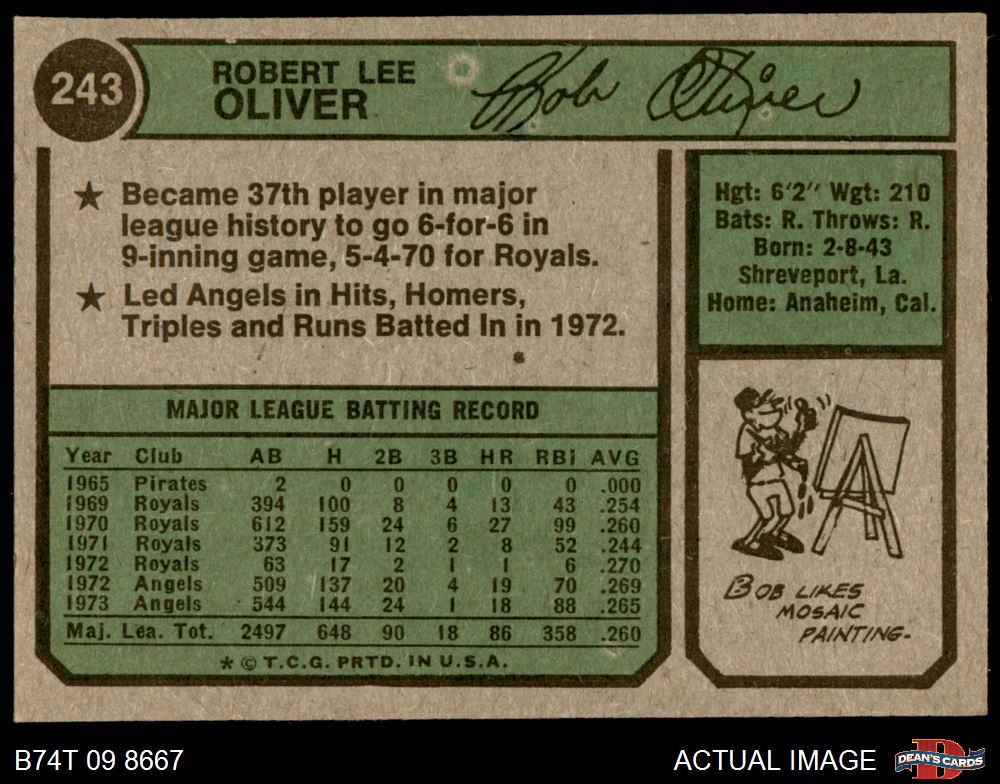 243
ROBERT LEE
OLIVER
Bob Oliver
★ Became 37th player in major
league history to go 6-for-6 in
9-inning game, 5-4-70 for Royals.
★ Led Angels in Hits, Homers,
Triples and Runs Batted In in 1972.
Hgt: 6'2" Wgt: 210
Bats: R. Throws: R.
Born: 2-8-43
Shreveport, La.
Home: Anaheim, Cal.
MAJOR LEAGUE BATTING RECORD
Year Club AB H 2B 3B HR RBI AVG
1965 Pirates 2 0 0 0 0 0 .000
1969 Royals 394 100 8 4 13 43 .254
1970 Royals 612 159 24 6 27 99 .260
1971 Royals 373 91 12 2 8 52 .244
1972 Royals 63 17 2 1 1 6 .270
1972 Angels 509 137 20 4 19 70 .269
1973 Angels 544 144 24 1 18 88 .265
Maj. Lea. Tot. 2497 648 90 18 86 358 .260
* © T.C.G. PRTD. IN U.S.A.
BOB LIKES
MOSAIC
PAINTING.
B74T 09 8667
ACTUAL IMAGE
D
DEAN'S CARDS